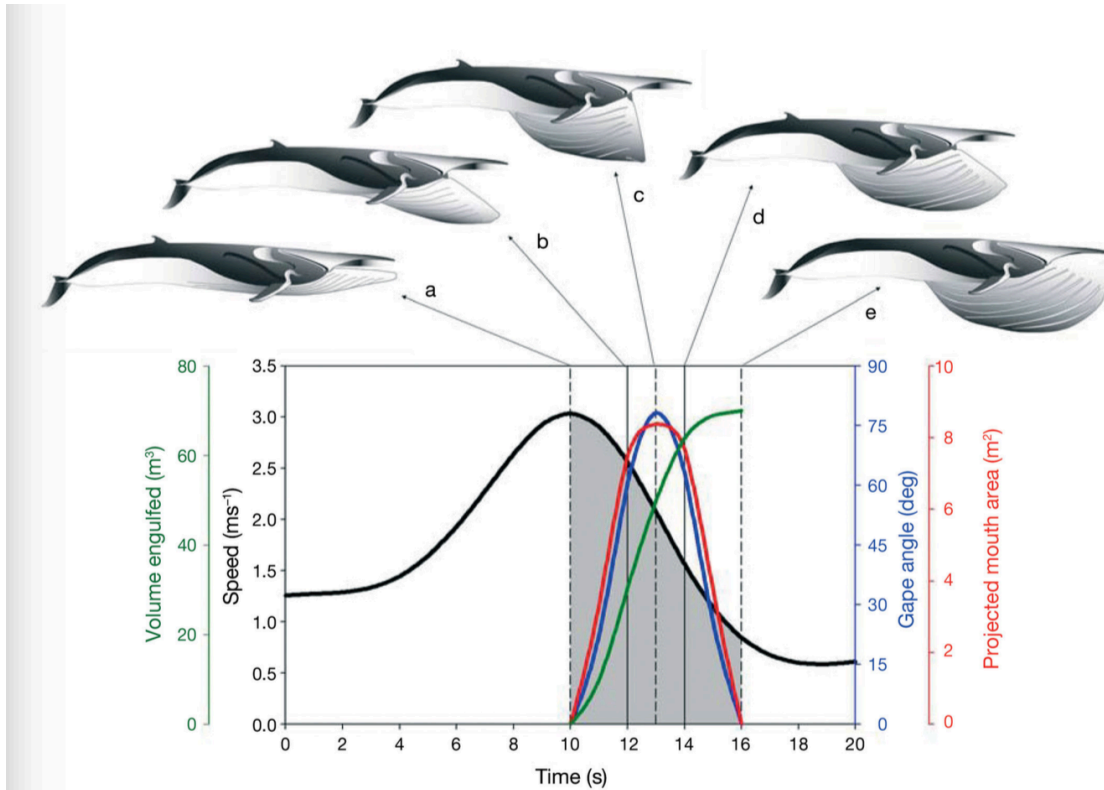 c
b
d
a
e
80
3.5
90
10
3.0
75
8
60
2.5
60
6
2.0
40
45
1.5
4
30
1.0
20
2
0.5
15
0
0.0
0
0
Volume engulfed (m³)
Speed (ms⁻¹)
Gape angle (deg)
Projected mouth area (m²)
0 2 4 6 8 10 12 14 16 18 20
Time (s)